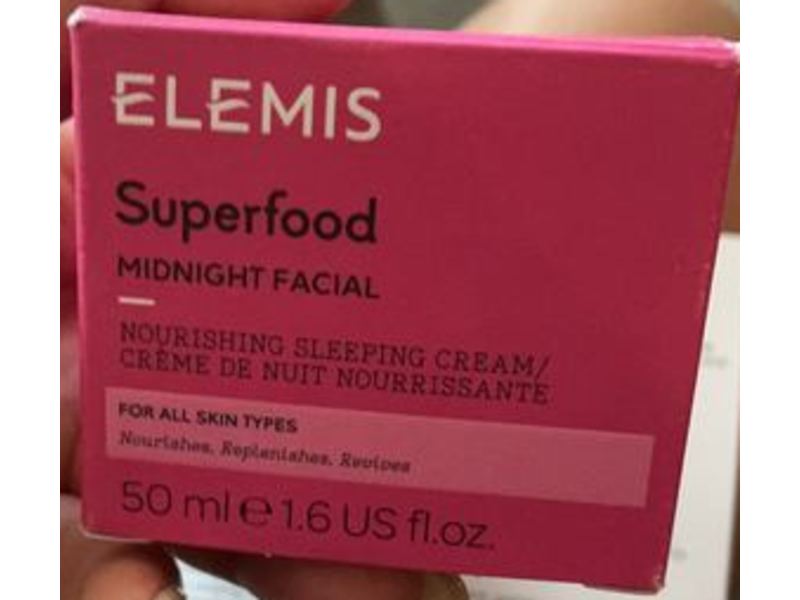 ELEMIS
Superfood
MIDNIGHT FACIAL
NOURISHING SLEEPING CREAM/
CRÈME DE NUIT NOURRISSANTE
FOR ALL SKIN TYPES
Nourishes, Replenishes, Revives
50 ml e 1.6 US fl.oz.